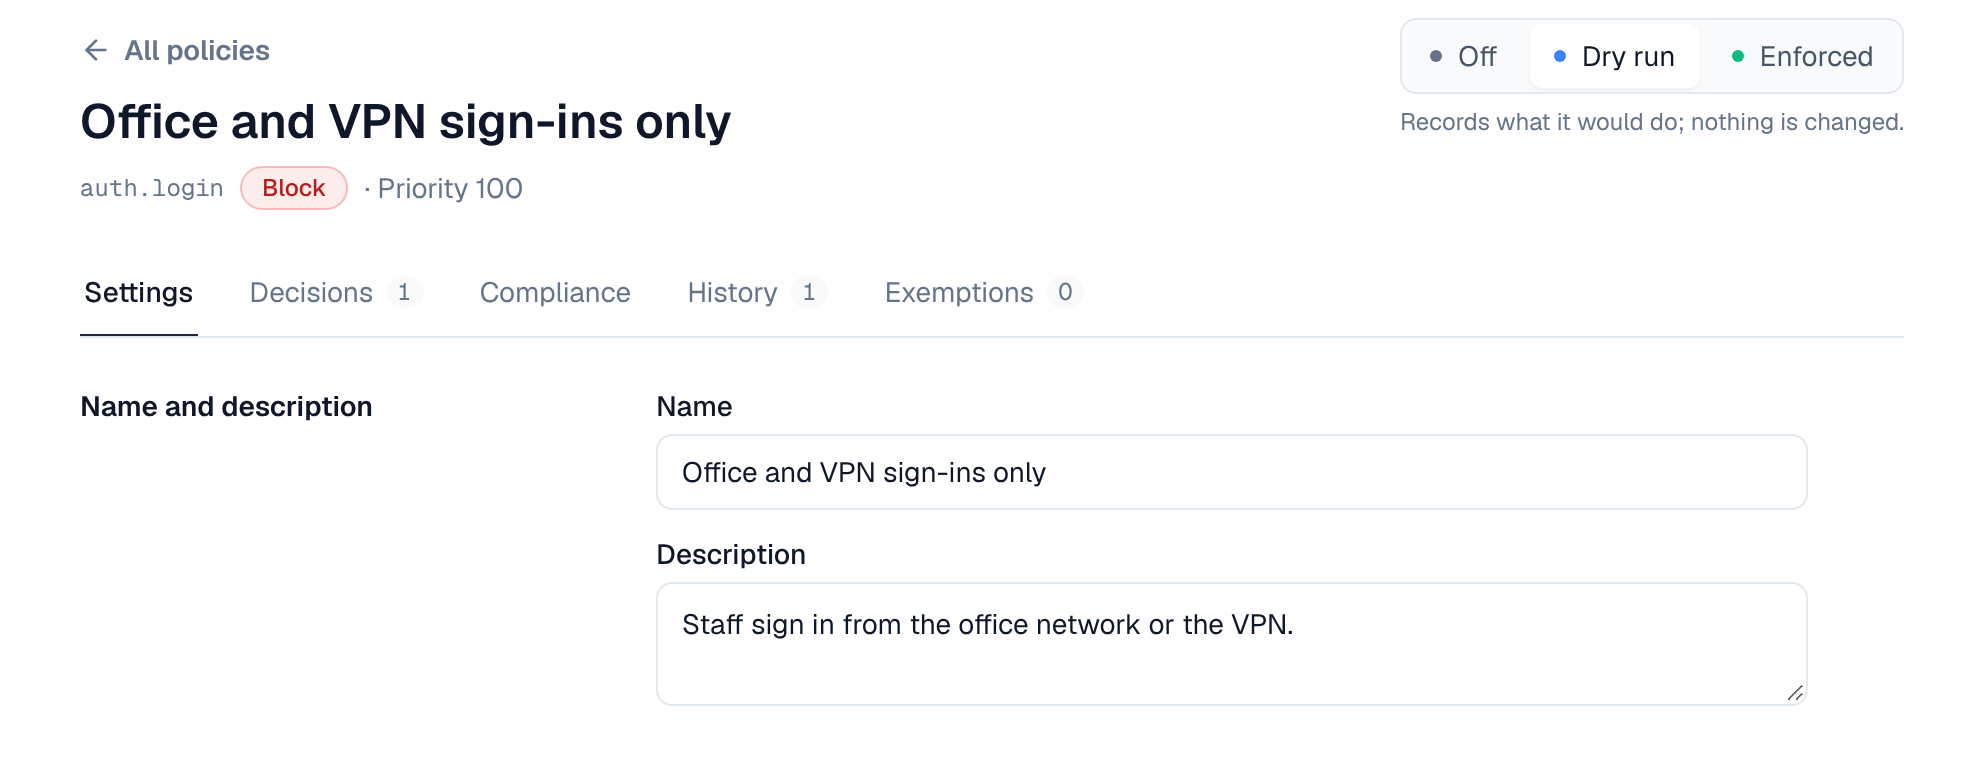 All policies
Off
Dry run
Enforced
Records what it would do; nothing is changed.
Office and VPN sign-ins only
auth.login Block · Priority 100
Settings
Decisions 1
Compliance
History 1
Exemptions 0
Name and description
Name
Office and VPN sign-ins only
Description
Staff sign in from the office network or the VPN.